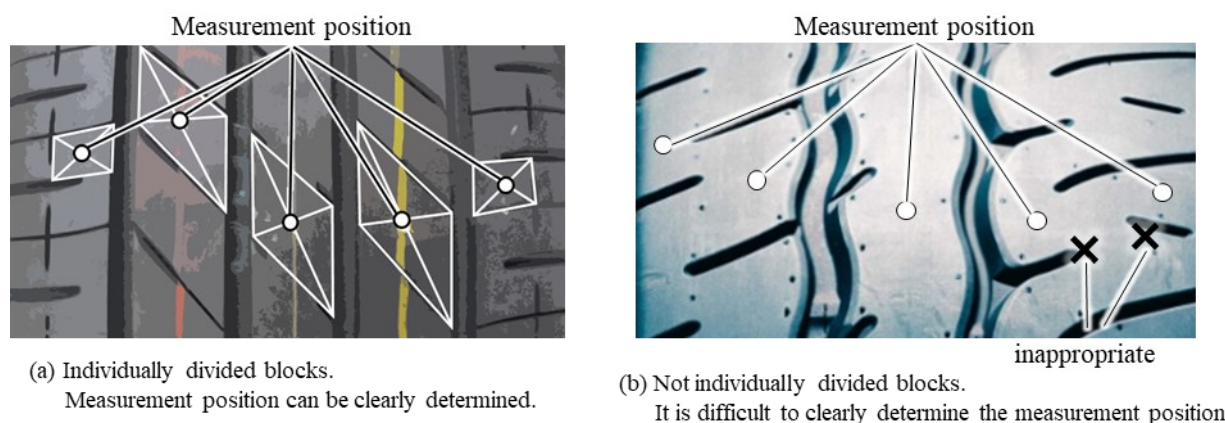 Measurement position
Measurement position
inappropriate
(a) Individually divided blocks.
Measurement position can be clearly determined.
(b) Not individually divided blocks.
It is difficult to clearly determine the measurement position